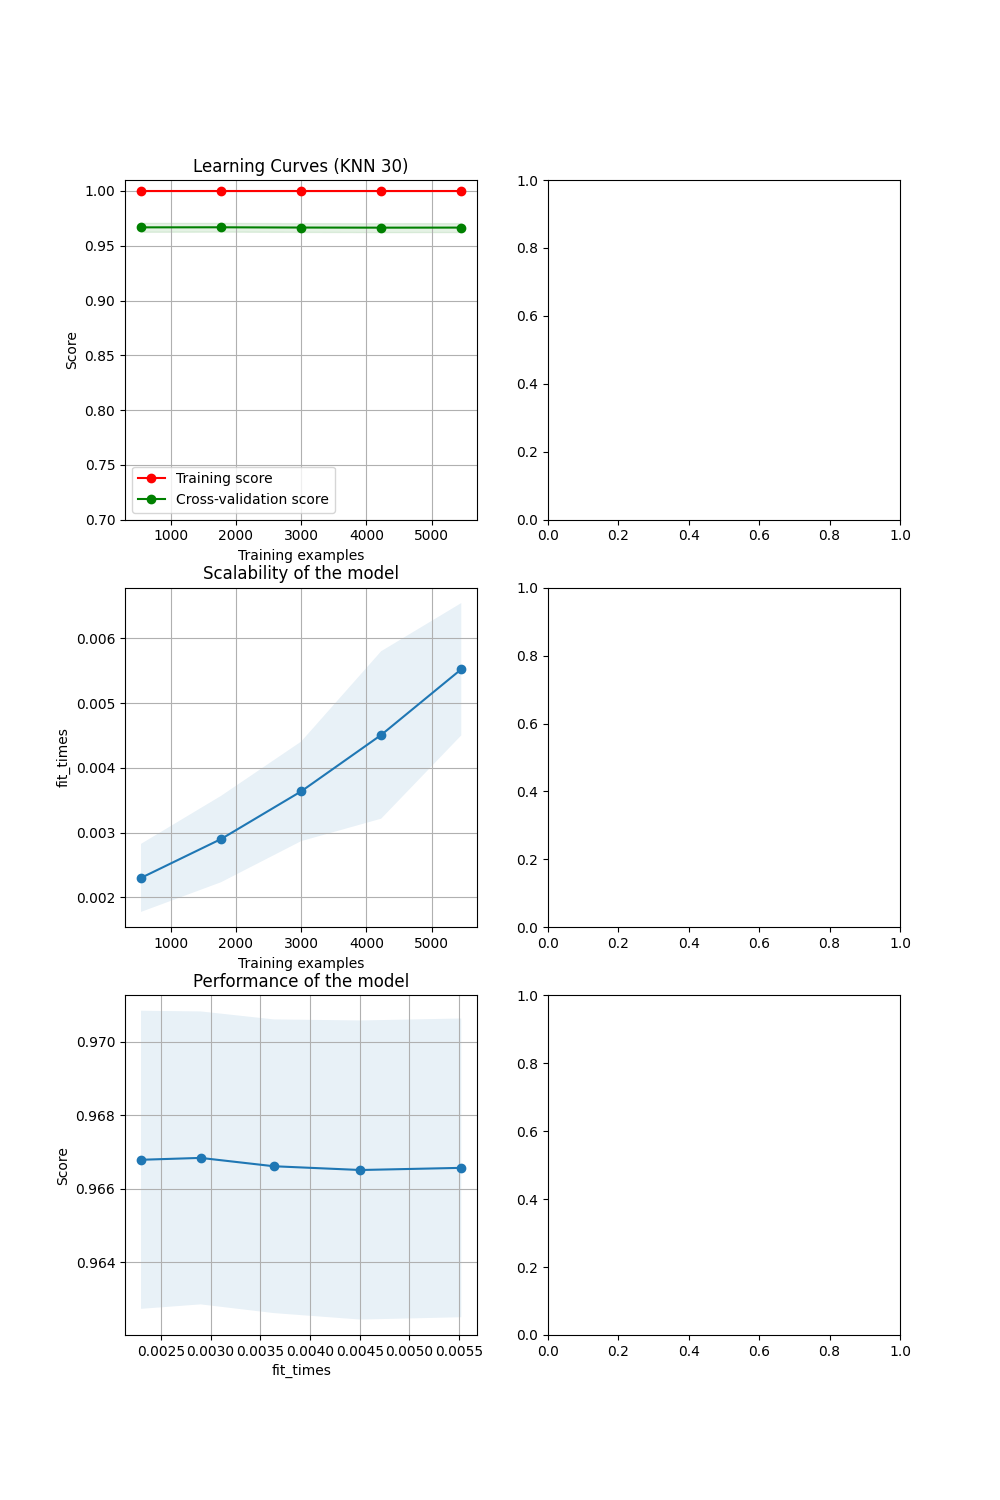 Learning Curves (KNN 30)
1.00
0.95
0.90
0.85
0.80
0.75
0.70
Score
Training score
Cross-validation score
1000 2000 3000 4000 5000
Training examples
1.0
0.8
0.6
0.4
0.2
0.0
0.0 0.2 0.4 0.6 0.8 1.0
Scalability of the model
0.006
0.005
0.004
0.003
0.002
fit_times
1000 2000 3000 4000 5000
Training examples
1.0
0.8
0.6
0.4
0.2
0.0
0.0 0.2 0.4 0.6 0.8 1.0
Performance of the model
0.970
0.968
0.966
0.964
Score
0.0025 0.0030 0.0035 0.0040 0.0045 0.0050 0.0055
fit_times
1.0
0.8
0.6
0.4
0.2
0.0
0.0 0.2 0.4 0.6 0.8 1.0